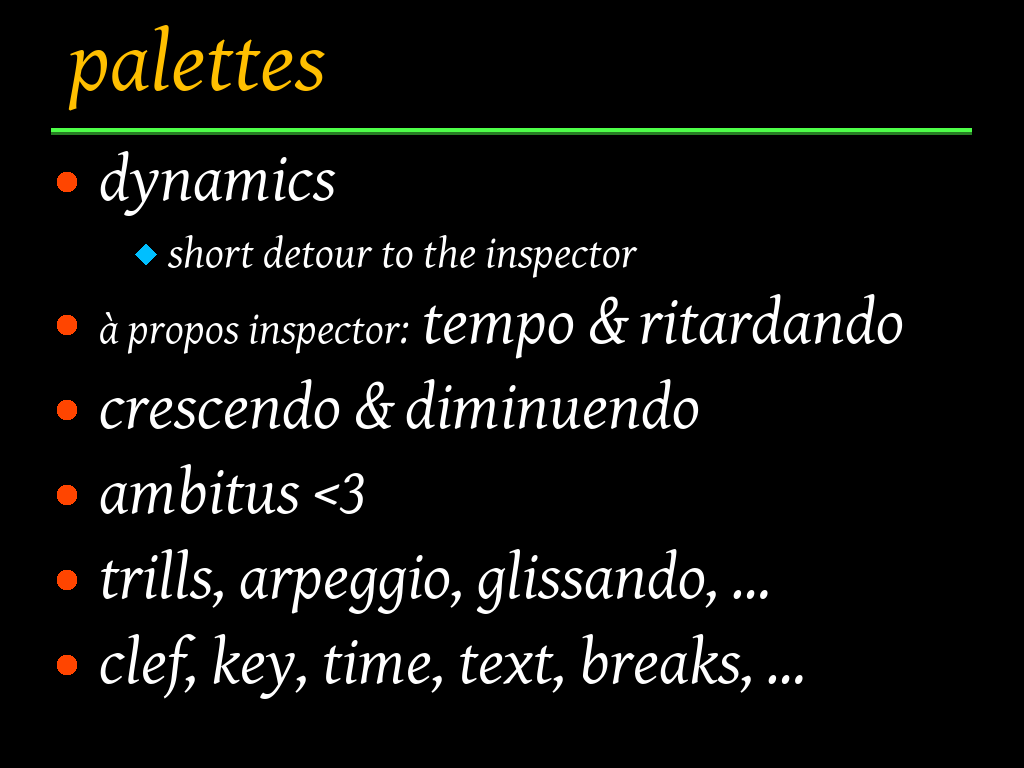 palettes
dynamics
short detour to the inspector
à propos inspector: tempo & ritardando
crescendo & diminuendo
ambitus <3
trills, arpeggio, glissando, ...
clef, key, time, text, breaks, ...